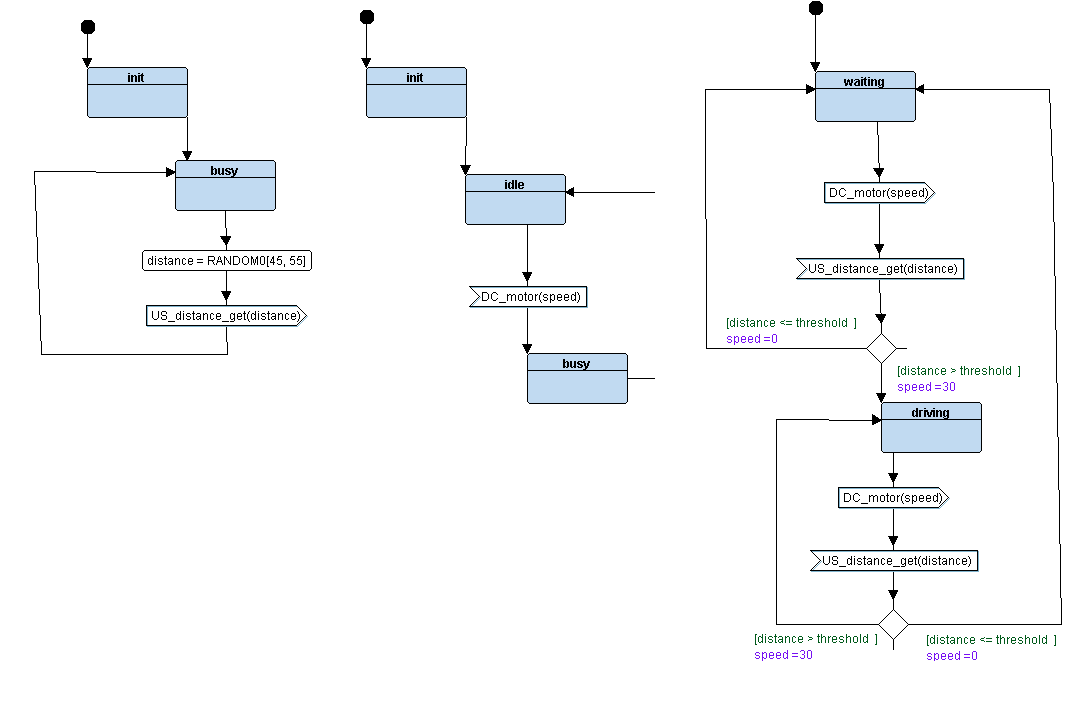 init
busy
distance = RANDOM0[45, 55]
US_distance_get(distance)
init
idle
DC_motor(speed)
busy
waiting
DC_motor(speed)
US_distance_get(distance)
[distance <= threshold ]
speed =0
[distance > threshold ]
speed =30
driving
DC_motor(speed)
US_distance_get(distance)
[distance > threshold ]
speed =30
[distance <= threshold ]
speed =0